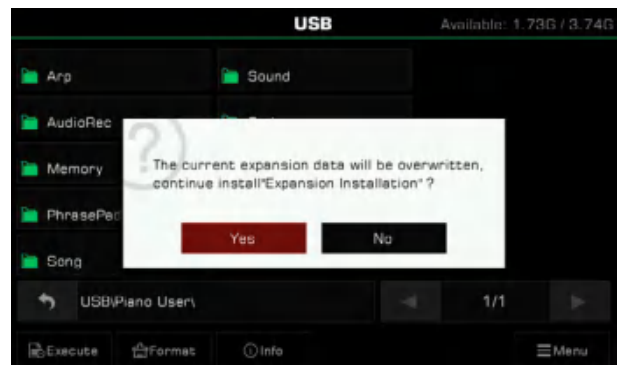 USB
Available: 1.73G / 3.74G
Arp
Sound
AudioRec
Memory
Song
The current expansion data will be overwritten,
continue install"Expansion Installation" ?
Yes
No
USB\Piano User\
1/1
Execute
Format
Info
Menu